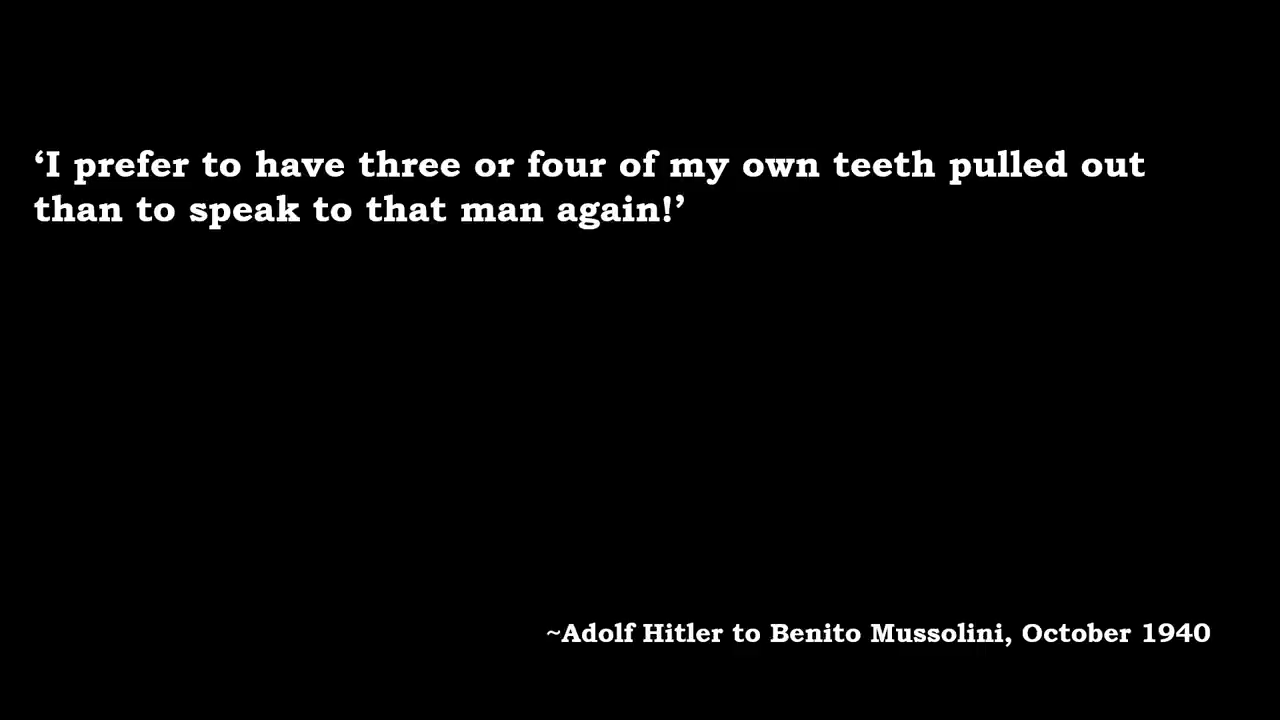 ‘I prefer to have three or four of my own teeth pulled out
than to speak to that man again!’
~Adolf Hitler to Benito Mussolini, October 1940